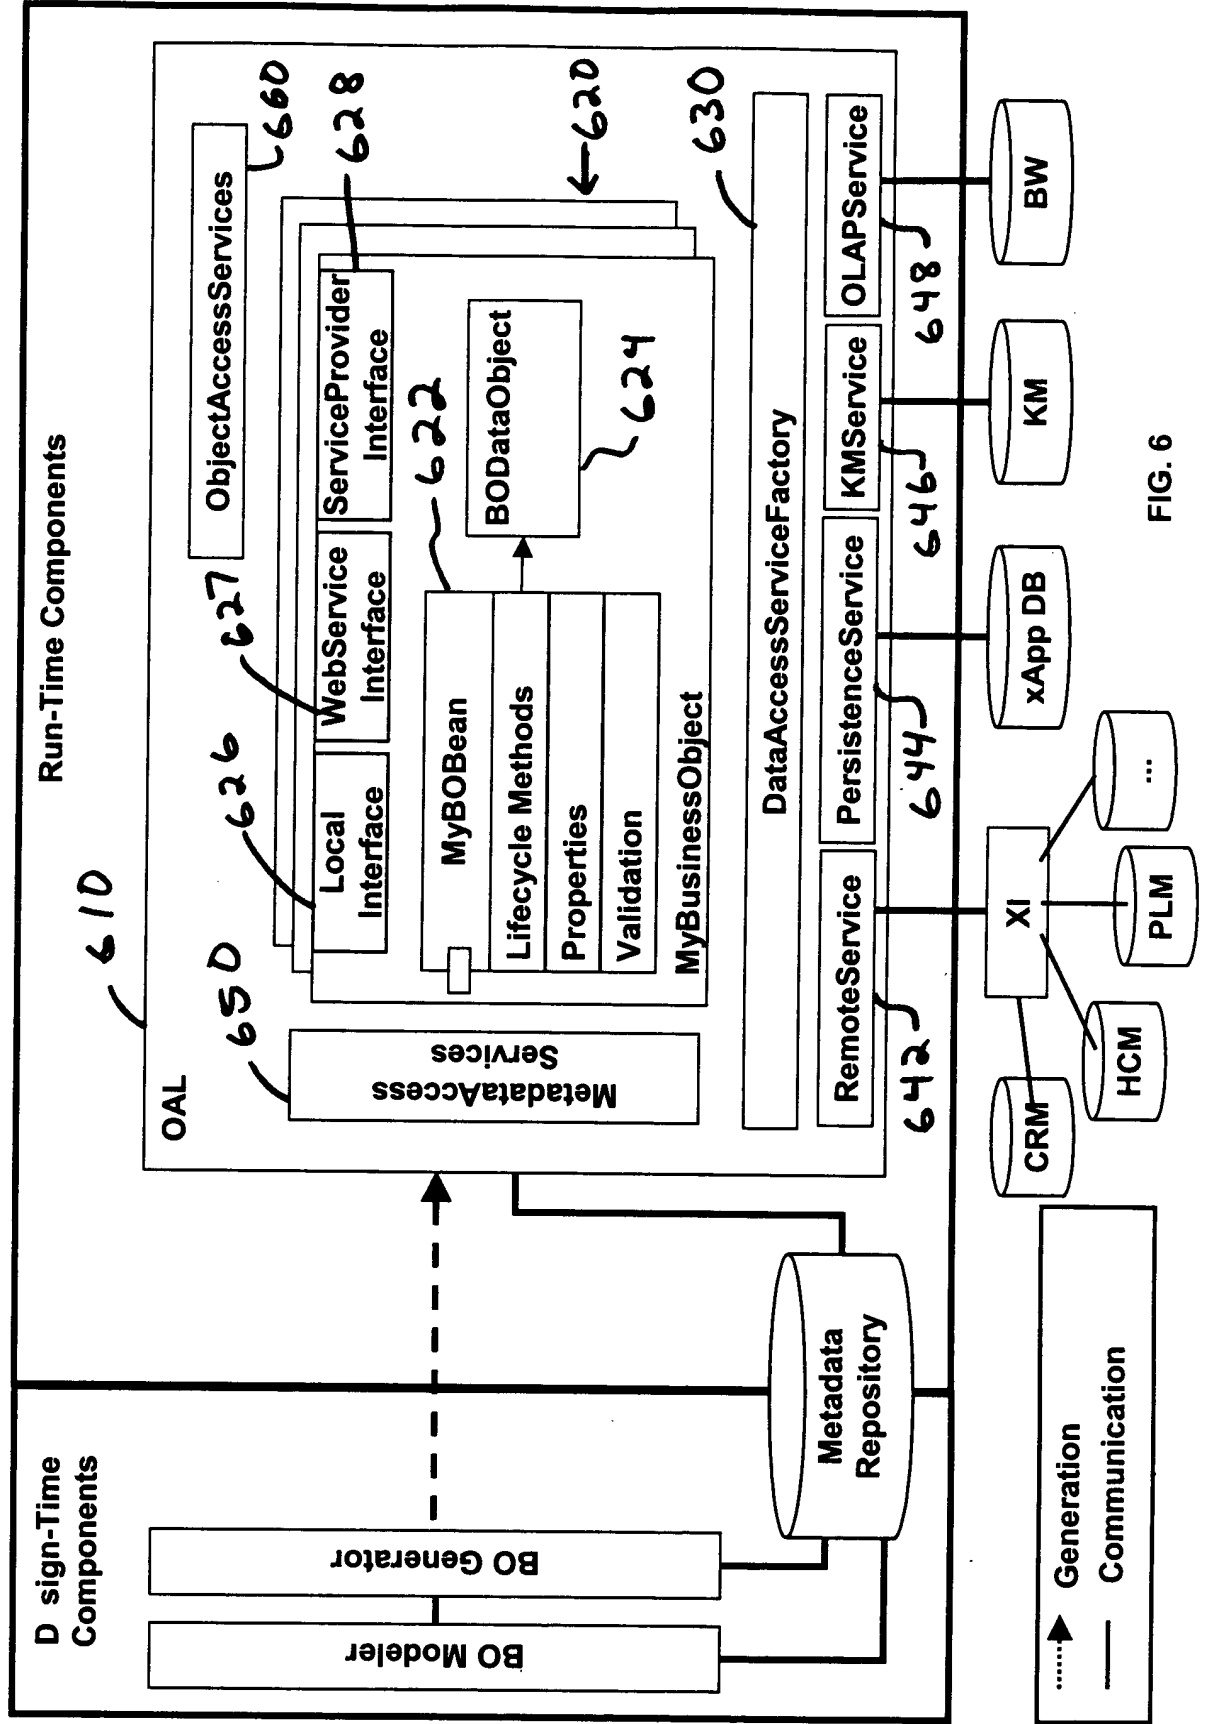 D sign-Time
Components
Run-Time Components
610
OAL
650
626
627
ObjectAccessServices
660
628
620
630
BO Modeler
BO Generator
MetadataAccess
Services
Local
Interface
WebService
Interface
ServiceProvider
Interface
622
MyBOBean
Lifecycle Methods
Properties
Validation
BODataObject
624
MyBusinessObject
DataAccessServiceFactory
RemoteService
PersistenceService
KMService
OLAPService
642
644
646
648
Metadata
Repository
XI
CRM
HCM
PLM
...
xApp DB
KM
BW
Generation
Communication
FIG. 6